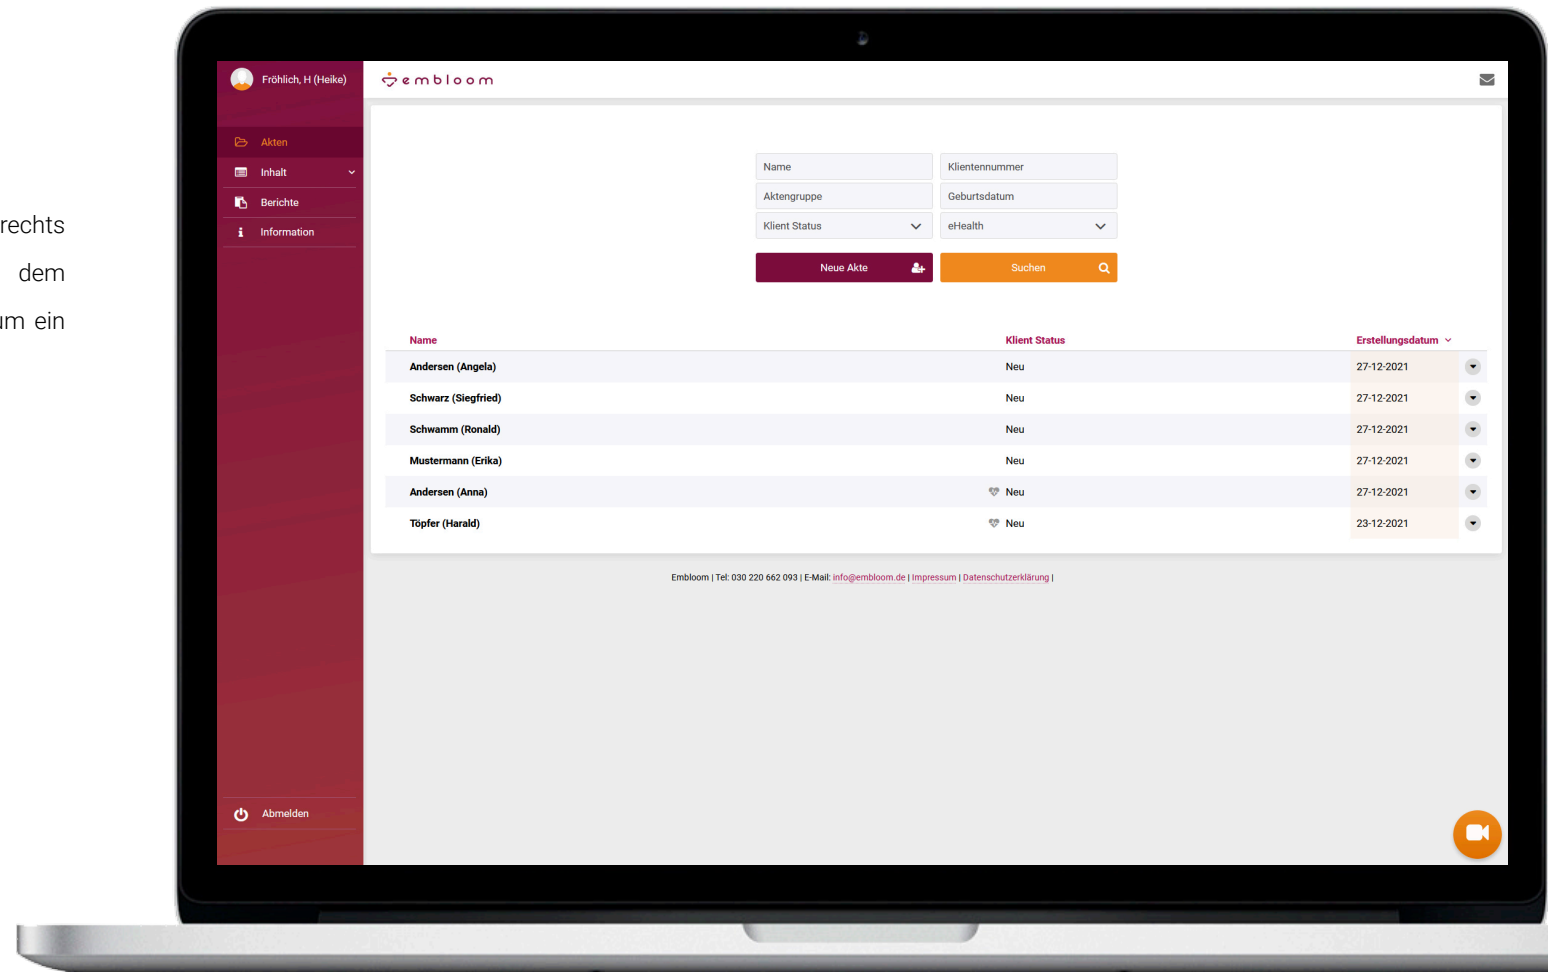 rechts
dem
um ein
Fröhlich, H (Heike)
embloom
Akten
Inhalt
Berichte
Information
Abmelden
Name
Klientennummer
Aktengruppe
Geburtsdatum
Klient Status
eHealth
Neue Akte
Suchen
Name Klient Status Erstellungsdatum
Andersen (Angela) Neu 27-12-2021
Schwarz (Siegfried) Neu 27-12-2021
Schwamm (Ronald) Neu 27-12-2021
Mustermann (Erika) Neu 27-12-2021
Andersen (Anna) Neu 27-12-2021
Töpfer (Harald) Neu 23-12-2021
Embloom | Tel: 030 220 662 093 | E-Mail: info@embloom.de | Impressum | Datenschutzerklärung |